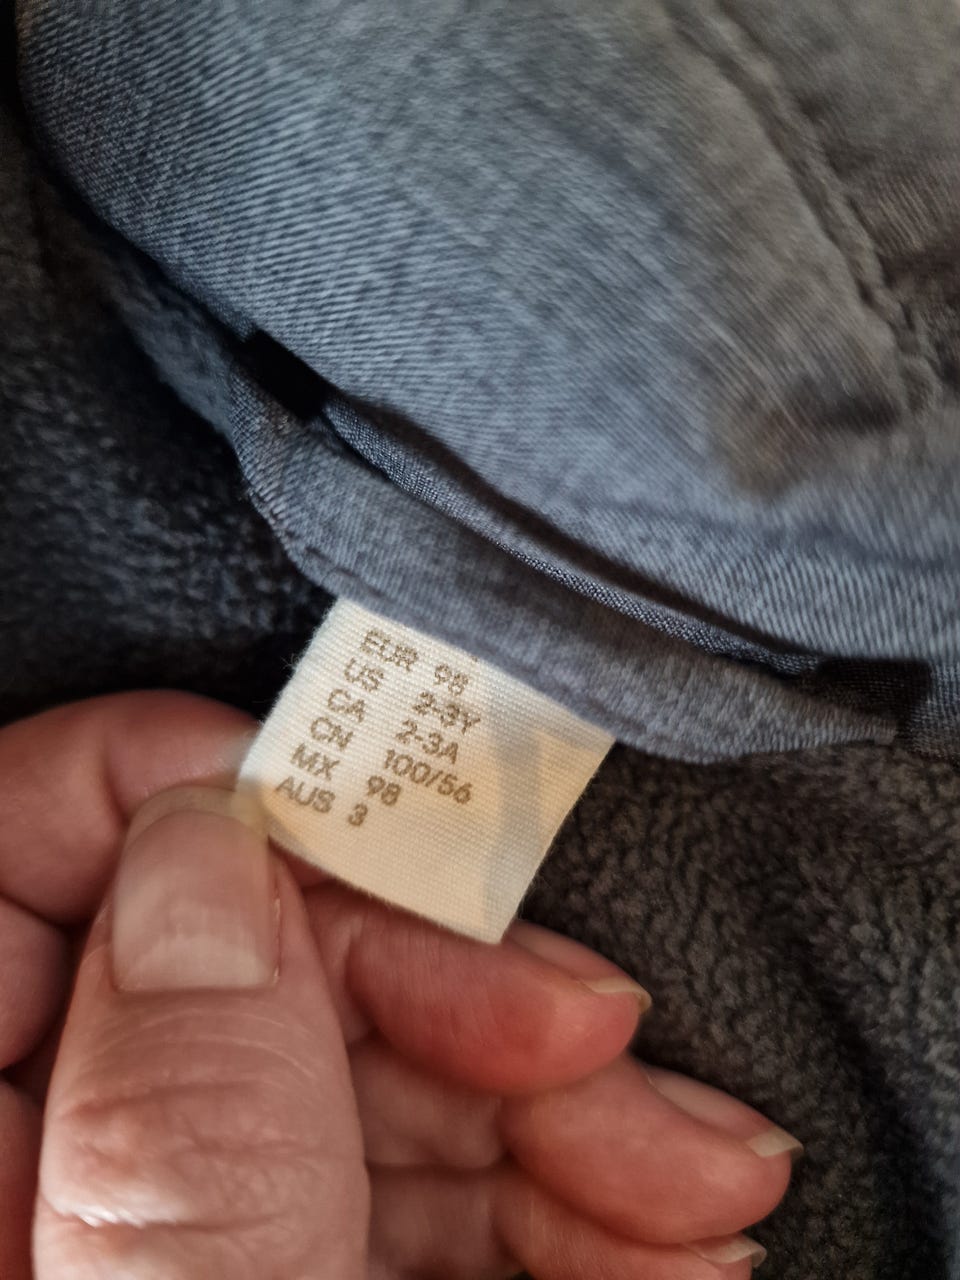 EUR 98
US 2-3Y
CA 2-3A
CN 100/56
MX 98
AUS 3